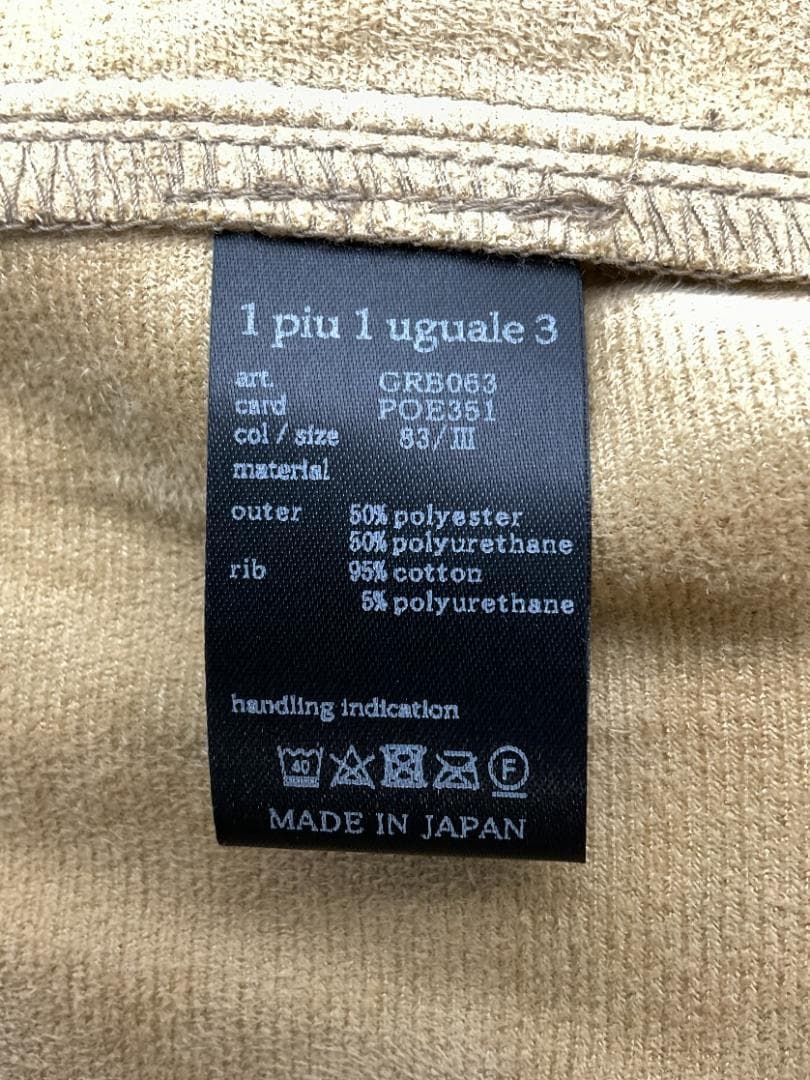 1 piu 1 uguale 3
art. GRB063
card POE351
col / size 83/III
material
outer 50% polyester
50% polyurethane
rib 95% cotton
5% polyurethane
handling indication
40 F
MADE IN JAPAN